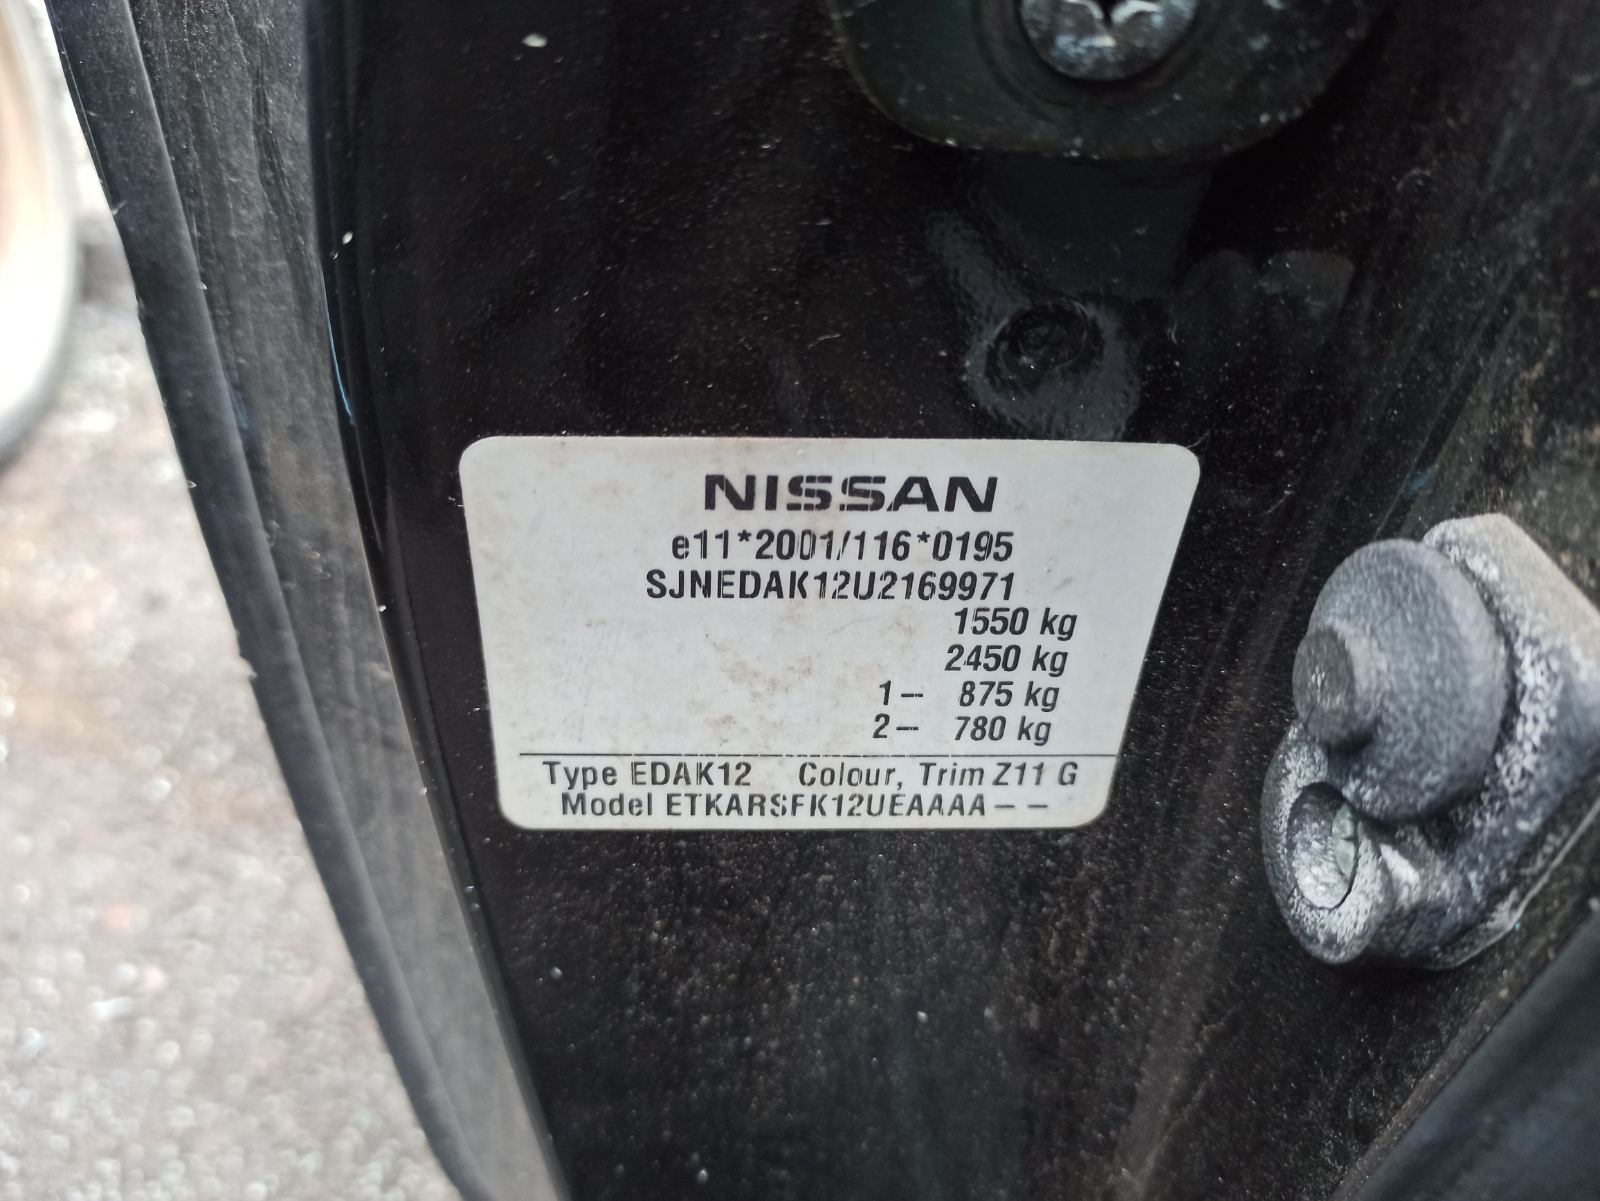 NISSAN
e11*2001/116*0195
SJNEDAK12U2169971
1550 kg
2450 kg
1- 875 kg
2- 780 kg
Type EDAK12 Colour, Trim Z11 G
Model ETKARSFK12UEAAAA--